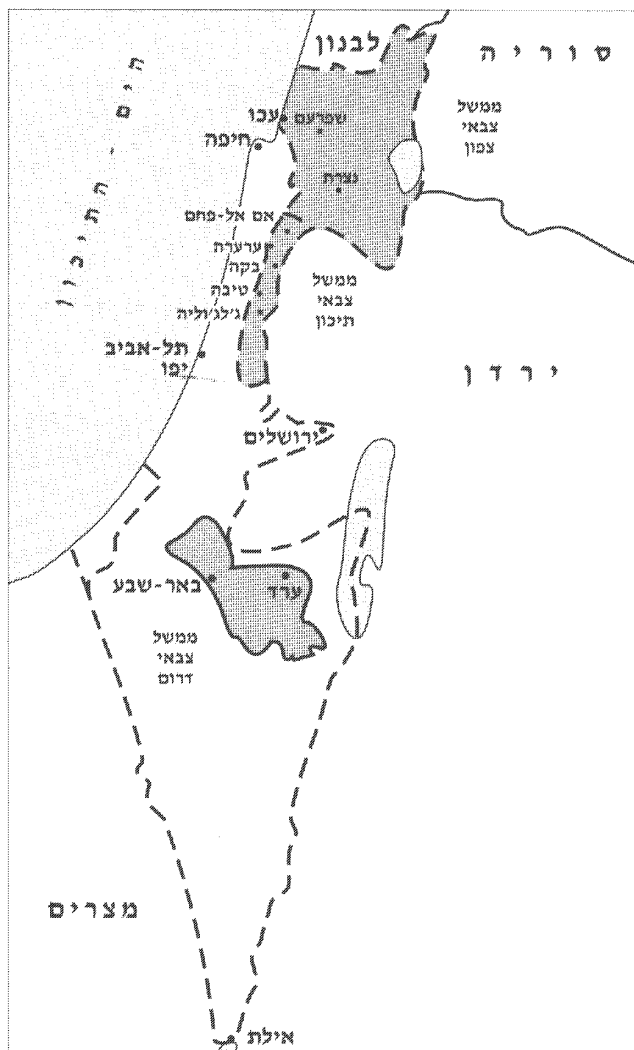 לבנון
סוריה
הים-התיכון
ממשל
צבאי
צפון
עכו
שפרעם
חיפה
נצרת
אם אל-פחם
ערערה
בקה
טיבה
ג'לג'וליה
ממשל
צבאי
תיכון
תל-אביב
יפו
ירדן
ירושלים
באר-שבע
ערד
ממשל
צבאי
דרום
מצרים
אילת